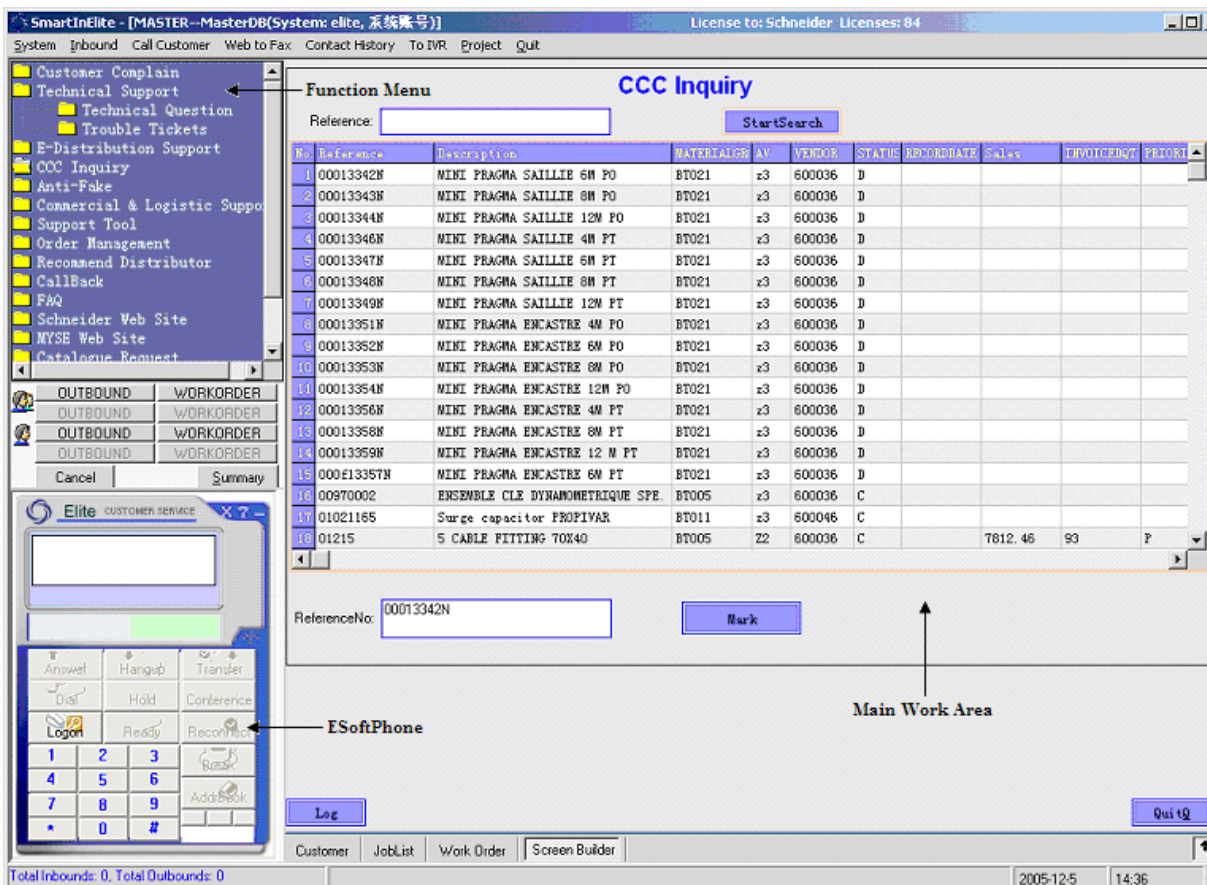 SmartInElite - [MASTER--MasterDB(System: elite, 系统账号)] License to: Schneider Licenses: 84
System Inbound Call Customer Web to Fax Contact History To IVR Project Quit
Customer Complain
Technical Support
Technical Question
Trouble Tickets
E-Distribution Support
CCC Inquiry
Anti-Fake
Commercial & Logistic Suppo
Support Tool
Order Management
Recommend Distributor
CallBack
FAQ
Schneider Web Site
MYSE Web Site
Catalogue Request
Function Menu
CCC Inquiry
Reference: StartSearch
No. Reference Description MATERIALGR AV VENDOR STATUS RECORDDATE Sales INVOICEDQT PRIORI
1 00013342N MINI PRAGMA SAILLIE 6M PO BT021 z3 600036 D
2 00013343N MINI PRAGMA SAILLIE 8M PO BT021 z3 600036 D
3 00013344N MINI PRAGMA SAILLIE 12M PO BT021 z3 600036 D
4 00013346N MINI PRAGMA SAILLIE 4M PT BT021 z3 600036 D
5 00013347N MINI PRAGMA SAILLIE 6M PT BT021 z3 600036 D
6 00013348N MINI PRAGMA SAILLIE 8M PT BT021 z3 600036 D
7 00013349N MINI PRAGMA SAILLIE 12M PT BT021 z3 600036 D
8 00013351N MINI PRAGMA ENCASTRE 4M PO BT021 z3 600036 D
9 00013352N MINI PRAGMA ENCASTRE 6M PO BT021 z3 600036 D
10 00013353N MINI PRAGMA ENCASTRE 8M PO BT021 z3 600036 D
11 00013354N MINI PRAGMA ENCASTRE 12M PO BT021 z3 600036 D
12 00013356N MINI PRAGMA ENCASTRE 4M PT BT021 z3 600036 D
13 00013358N MINI PRAGMA ENCASTRE 8M PT BT021 z3 600036 D
14 00013359N MINI PRAGMA ENCASTRE 12 M PT BT021 z3 600036 D
15 000f13357N MINI PRAGMA ENCASTRE 6M PT BT021 z3 600036 D
16 00970002 ENSEMBLE CLE DYNAMOMETRIQUE SPE. BT005 z3 600036 C
17 01021165 Surge capacitor PROPIVAR BT011 z3 600046 C
18 01215 5 CABLE FITTING 70X40 BT005 Z2 600036 C 7812.46 93 P
OUTBOUND WORKORDER
OUTBOUND WORKORDER
OUTBOUND WORKORDER
OUTBOUND WORKORDER
Cancel Summary
Elite CUSTOMER SERVICE X ? -
Answer Hangup Transfer
Dial Hold Conference
Logon Ready Reconnect
1 2 3 Break
4 5 6
7 8 9 AddrBook
* 0 #
ReferenceNo: 00013342N Mark
ESoftPhone
Main Work Area
Log QuitQ
Customer JobList Work Order Screen Builder
Total Inbounds: 0, Total Outbounds: 0 2005-12-5 14:36